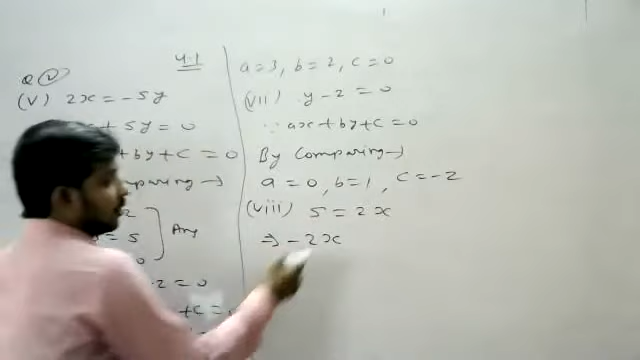 4.1
Q (V)
(V) 2x = -5y
+ 5y = 0
+ by + c = 0
mparing →
2
= 5 Ans
0
2 = 0
+ c =
a = 3, b = 2, c = 0
(vii) y - 2 = 0
∵ ax + by + c = 0
By Comparing →
a = 0, b = 1, c = -2
(viii) 5 = 2x
⇒ -2x